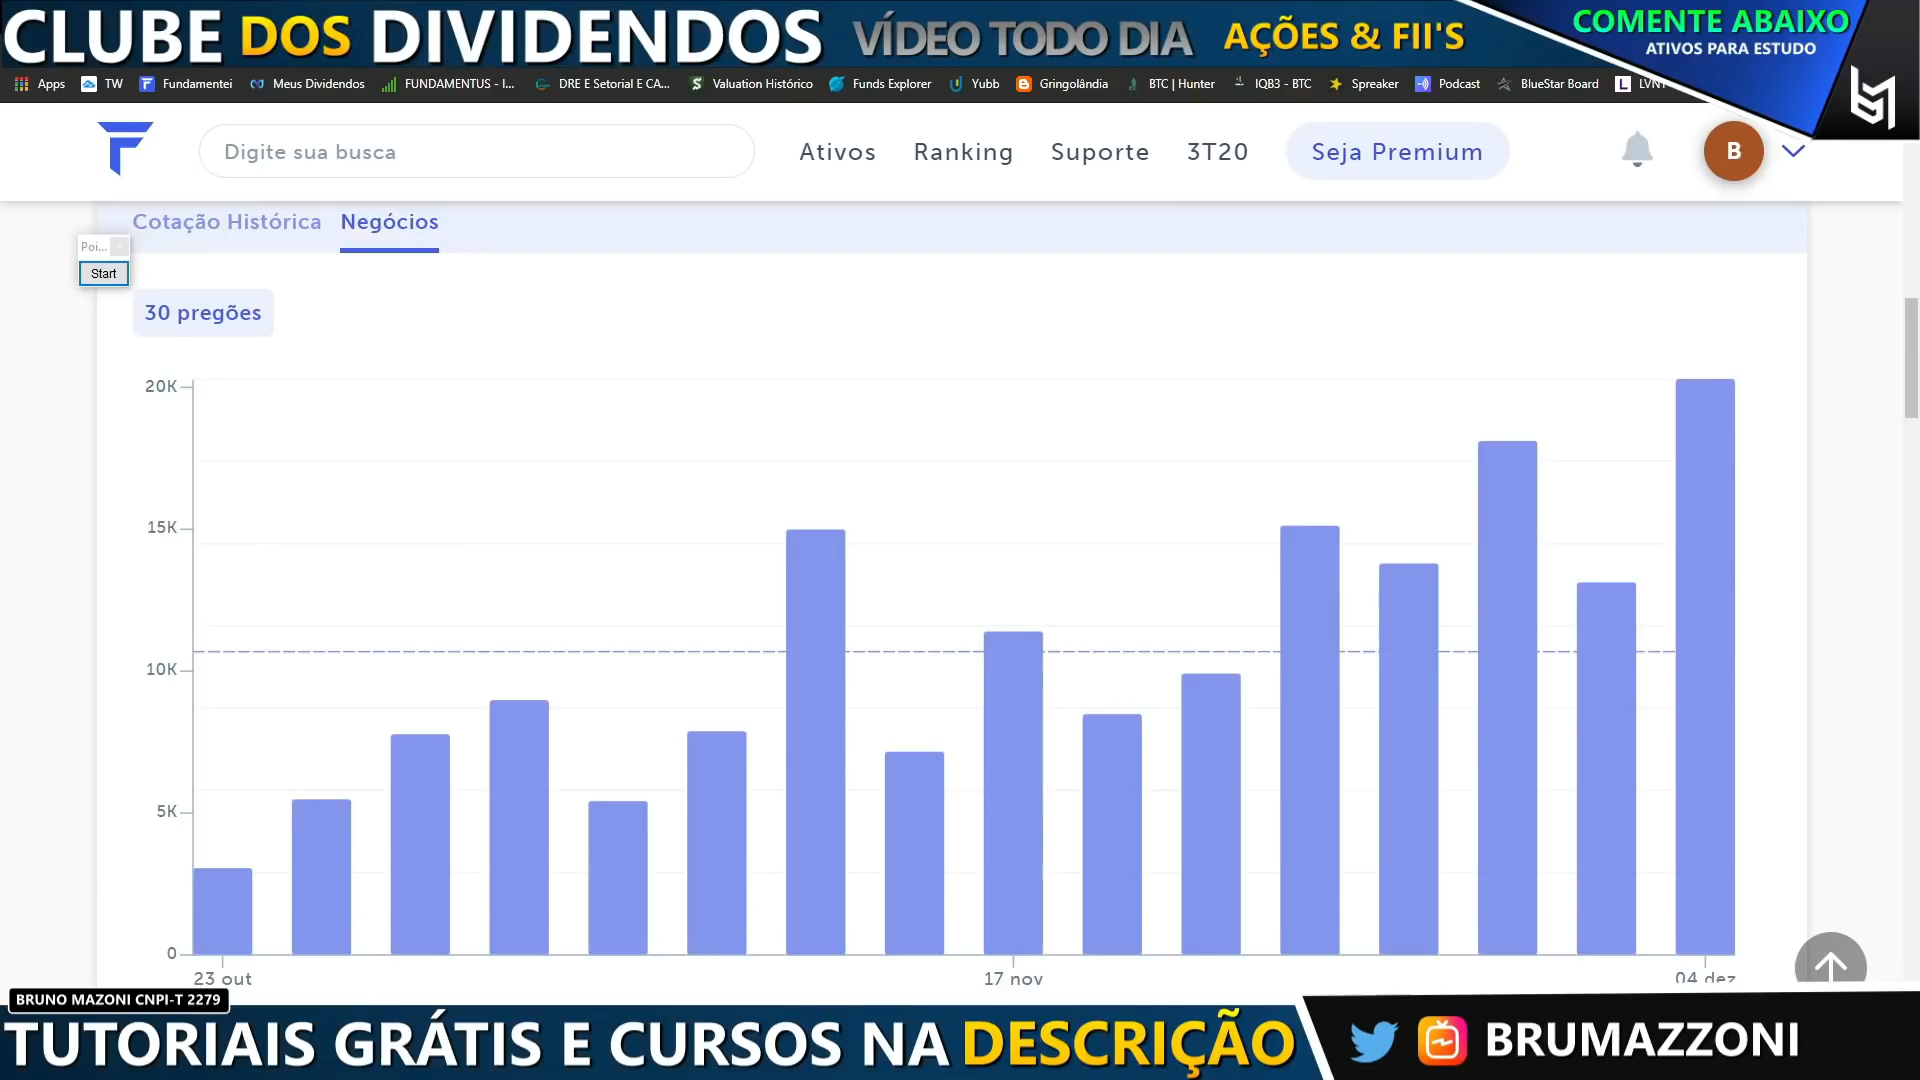 CLUBE DOS DIVIDENDOS VÍDEO TODO DIA AÇÕES & FII'S
COMENTE ABAIXO
ATIVOS PARA ESTUDO
Apps TW Fundamentei Meus Dividendos FUNDAMENTUS - I... DRE E Setorial E CA... Valuation Histórico Funds Explorer Yubb Gringolândia BTC | Hunter IQB3 - BTC Spreaker Podcast BlueStar Board
Digite sua busca Ativos Ranking Suporte 3T20 Seja Premium B
Cotação Histórica Negócios
Poi...
Start
30 pregões
20K
15K
10K
5K
0
23 out 17 nov 04 dez
BRUNO MAZONI CNPI-T 2279
TUTORIAIS GRÁTIS E CURSOS NA DESCRIÇÃO BRUMAZZONI